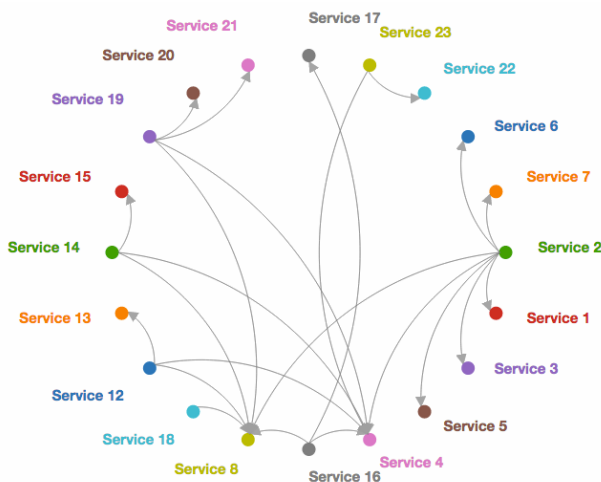 Service 17
Service 21
Service 23
Service 20
Service 22
Service 19
Service 6
Service 15
Service 7
Service 14
Service 2
Service 13
Service 1
Service 12
Service 3
Service 5
Service 18
Service 8
Service 4
Service 16